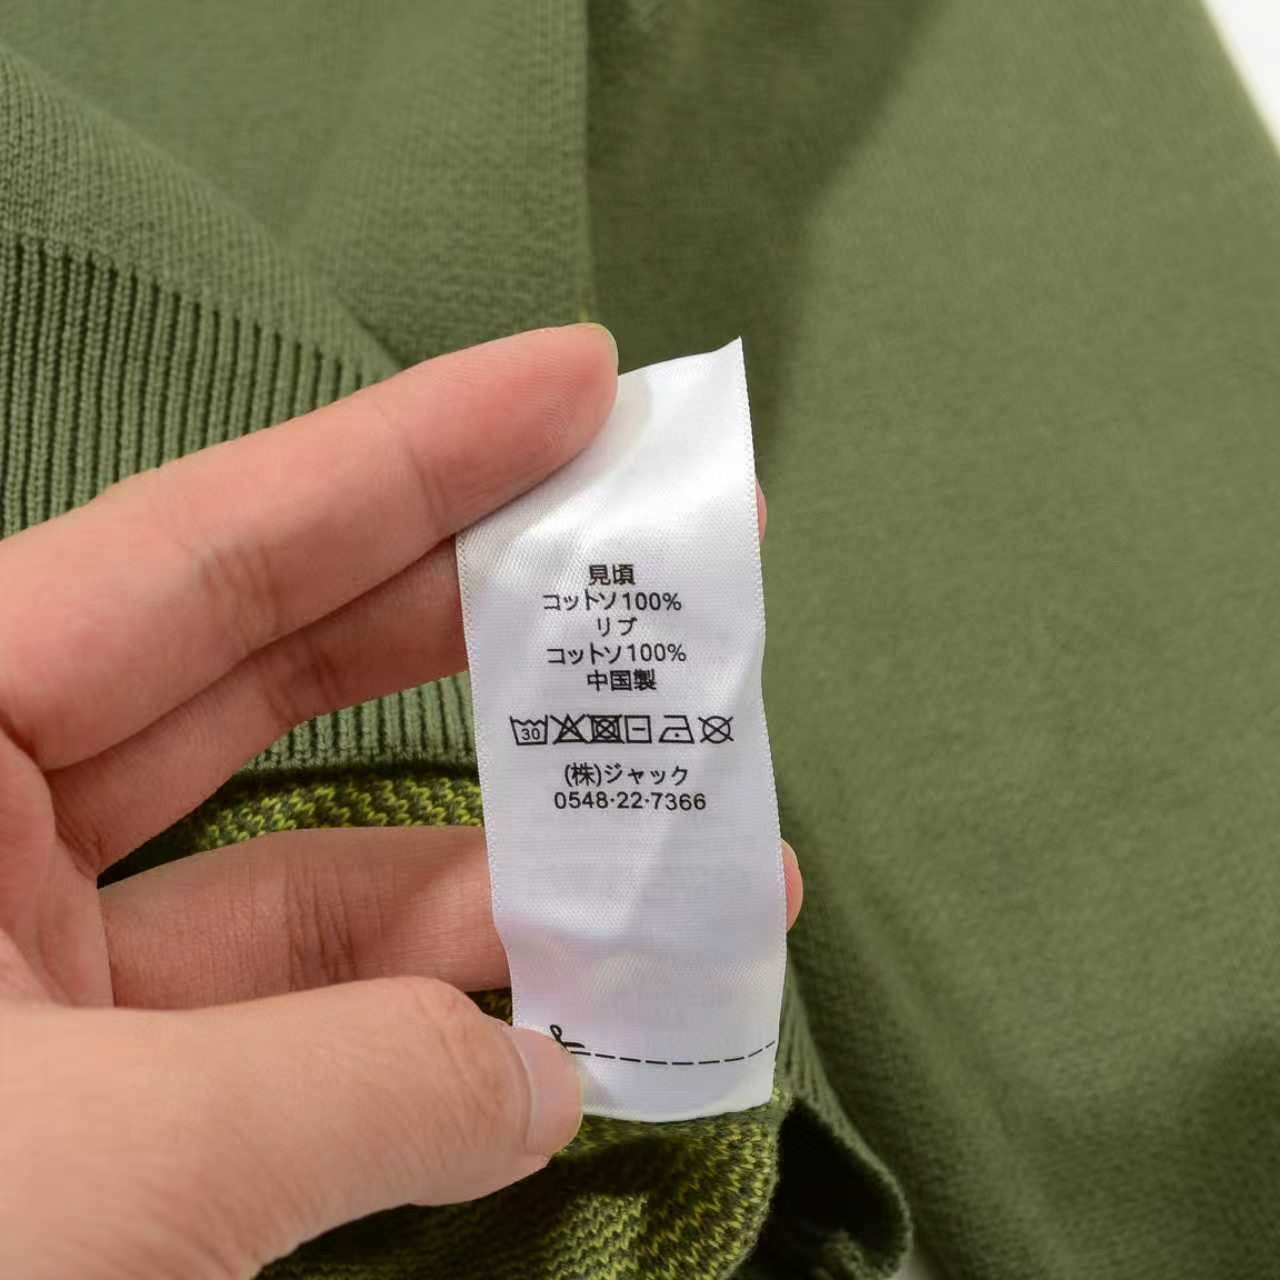 見頃
コットソ100%
リブ
コットソ100%
中国製
30
(株)ジャック
0548·22·7366